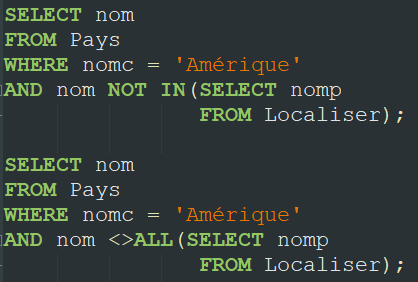 SELECT nom
FROM Pays
WHERE nomc = 'Amérique'
AND nom NOT IN(SELECT nomp
FROM Localiser);
SELECT nom
FROM Pays
WHERE nomc = 'Amérique'
AND nom <>ALL(SELECT nomp
FROM Localiser);